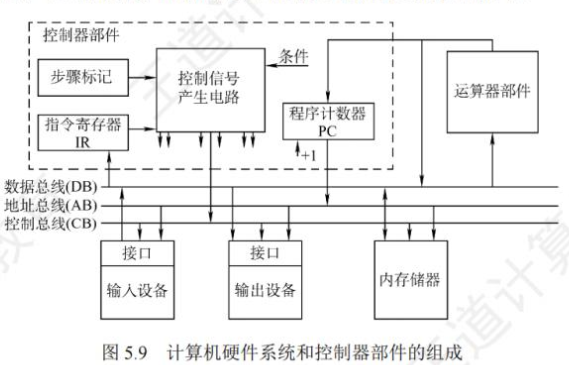 控制器部件
步骤标记
控制信号
产生电路
条件
指令寄存器
IR
程序计数器
PC
+1
运算器部件
数据总线(DB)
地址总线(AB)
控制总线(CB)
接口
输入设备
接口
输出设备
内存储器
图 5.9 计算机硬件系统和控制器部件的组成